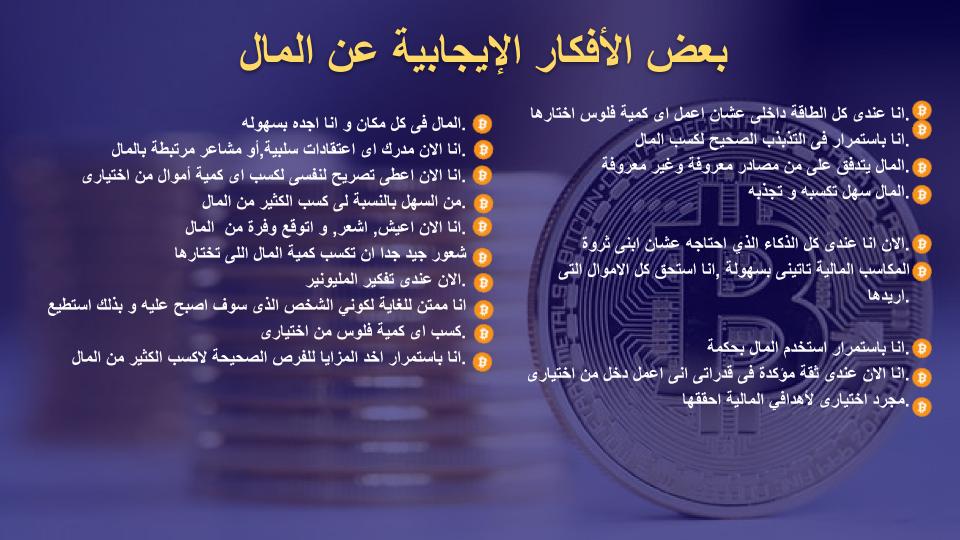 بعض الأفكار الإيجابية عن المال
انا عندى كل الطاقة داخلى عشان اعمل اى كمية فلوس اختارها.
انا باستمرار فى التذبذب الصحيح لكسب المال.
المال يتدفق على من مصادر معروفة وغير معروفة
المال سهل تكسبه و تجذبه.
الان انا عندى كل الذكاء الذي احتاجه عشان ابنى ثروة.
المكاسب المالية تاتينى بسهولة ,انا استحق كل الاموال التى
اريدها.
انا باستمرار استخدم المال بحكمة.
انا الان عندى ثقة مؤكدة فى قدراتى انى اعمل دخل من اختيارى.
مجرد اختيارى لأهدافي المالية احققها.
المال فى كل مكان و انا اجده بسهوله.
انا الان مدرك اى اعتقادات سلبية,أو مشاعر مرتبطة بالمال.
انا الان اعطى تصريح لنفسى لكسب اى كمية أموال من اختيارى.
من السهل بالنسبة لى كسب الكثير من المال.
انا الان اعيش, اشعر, و اتوقع وفرة من المال.
شعور جيد جدا ان تكسب كمية المال اللى تختارها
الان عندى تفكير المليونير.
انا ممتن للغاية لكوني الشخص الذى سوف اصبح عليه و بذلك استطيع
كسب اى كمية فلوس من اختيارى.
انا باستمرار اخد المزايا للفرص الصحيحة لاكسب الكثير من المال.